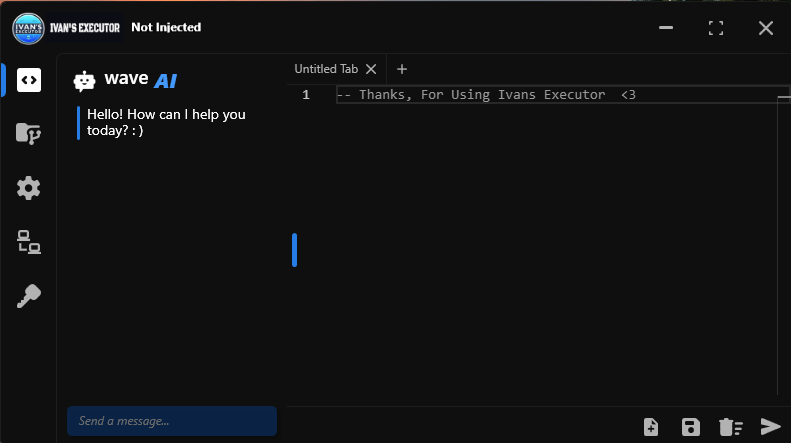 IVAN'S
EXECUTOR
IVAN'S EXECUTOR
Not Injected
wave AI
Hello! How can I help you
today? : )
Send a message...
Untitled Tab
1
-- Thanks, For Using Ivans Executor  <3